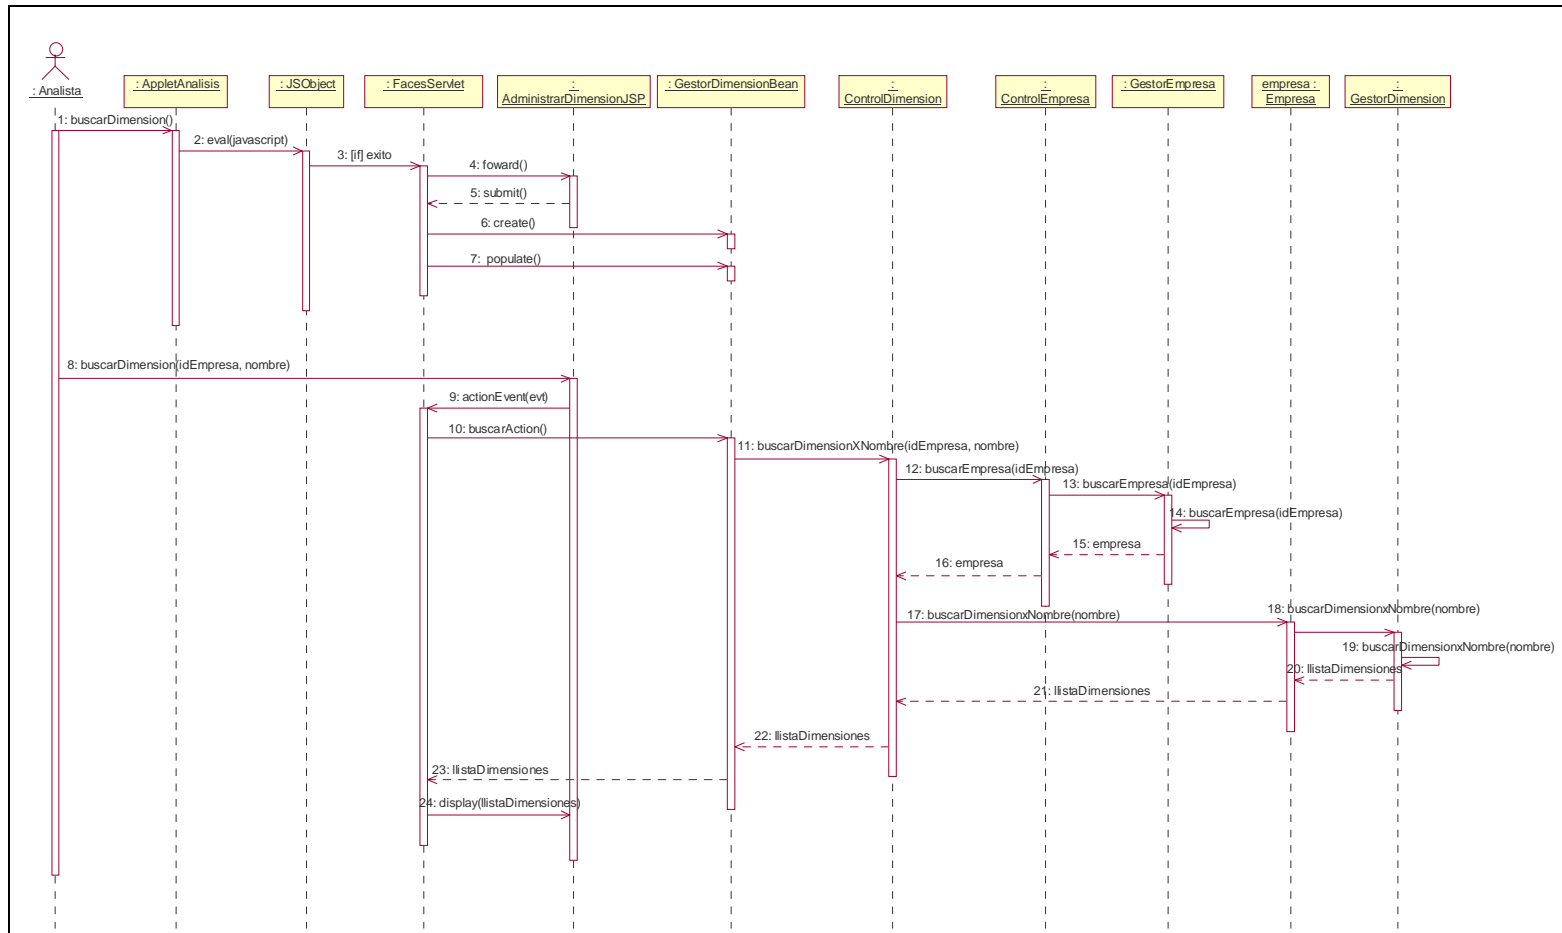 : Analista
: AppletAnalisis
: JSObject
: FacesServlet
:
AdministrarDimensionJSP
: GestorDimensionBean
:
ControlDimension
:
ControlEmpresa
: GestorEmpresa
empresa :
Empresa
:
GestorDimension
1: buscarDimension()
2: eval(javascript)
3: [if] exito
4: foward()
5: submit()
6: create()
7: populate()
8: buscarDimension(idEmpresa, nombre)
9: actionEvent(evt)
10: buscarAction()
11: buscarDimensionXNombre(idEmpresa, nombre)
12: buscarEmpresa(idEmpresa)
13: buscarEmpresa(idEmpresa)
14: buscarEmpresa(idEmpresa)
15: empresa
16: empresa
17: buscarDimensionxNombre(nombre)
18: buscarDimensionxNombre(nombre)
19: buscarDimensionxNombre(nombre)
20: llistaDimensiones
21: llistaDimensiones
22: llistaDimensiones
23: llistaDimensiones
24: display(llistaDimensiones)